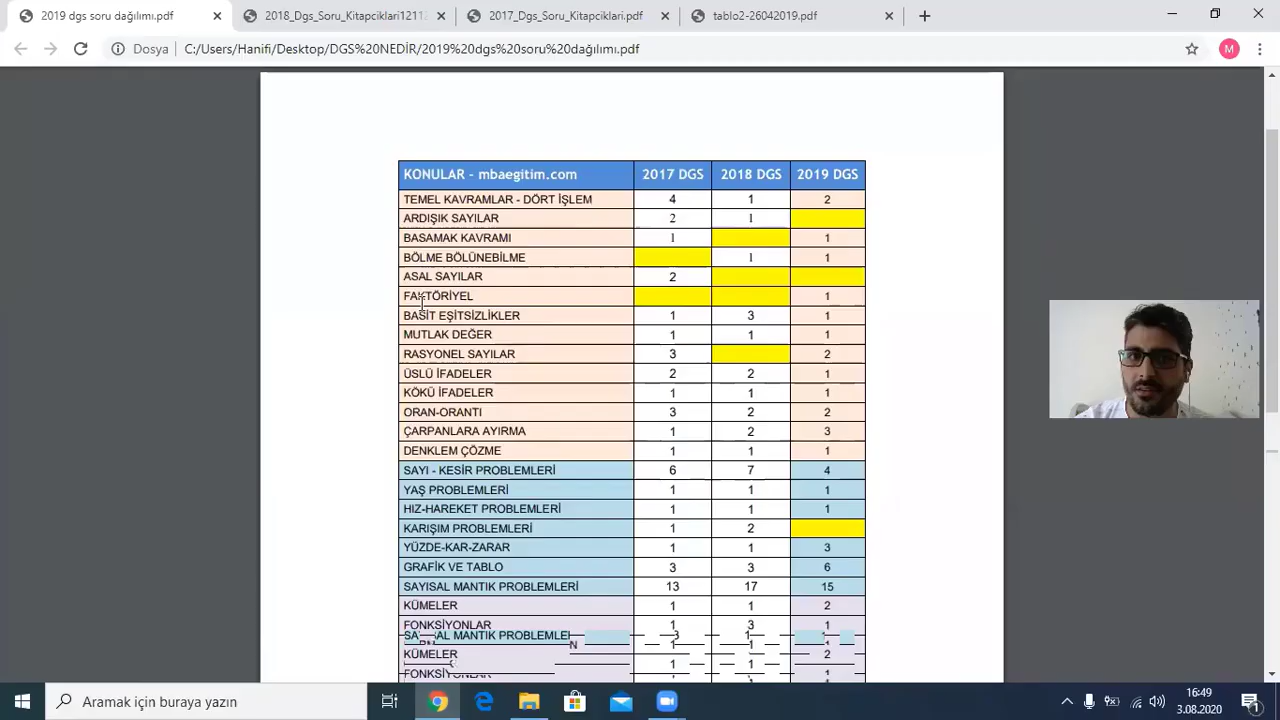 2019 dgs soru dağılımı.pdf
2018_Dgs_Soru_Kitapciklari1211
2017_Dgs_Soru_Kitapciklari.pdf
tablo2-26042019.pdf
Dosya C:/Users/Hanifi/Desktop/DGS%20NEDİR/2019%20dgs%20soru%20dağılımı.pdf
M
KONULAR - mbaegitim.com 2017 DGS 2018 DGS 2019 DGS
TEMEL KAVRAMLAR - DÖRT İŞLEM 4 1 2
ARDIŞIK SAYILAR 2 1
BASAMAK KAVRAMI 1 1
BÖLME BÖLÜNEBİLME 1 1
ASAL SAYILAR 2
FAKTÖRİYEL 1
BASİT EŞİTSİZLİKLER 1 3 1
MUTLAK DEĞER 1 1 1
RASYONEL SAYILAR 3 2
ÜSLÜ İFADELER 2 2 1
KÖKÜ İFADELER 1 1 1
ORAN-ORANTI 3 2 2
ÇARPANLARA AYIRMA 1 2 3
DENKLEM ÇÖZME 1 1 1
SAYI - KESİR PROBLEMLERİ 6 7 4
YAŞ PROBLEMLERİ 1 1 1
HIZ-HAREKET PROBLEMLERİ 1 1 1
KARIŞIM PROBLEMLERİ 1 2
YÜZDE-KAR-ZARAR 1 1 3
GRAFİK VE TABLO 3 3 6
SAYISAL MANTIK PROBLEMLERİ 13 17 15
KÜMELER 1 1 2
FONKSİYONLAR 1 3 1
KÜMELER 2
1 1
Aramak için buraya yazın
16:49
3.08.2020
1